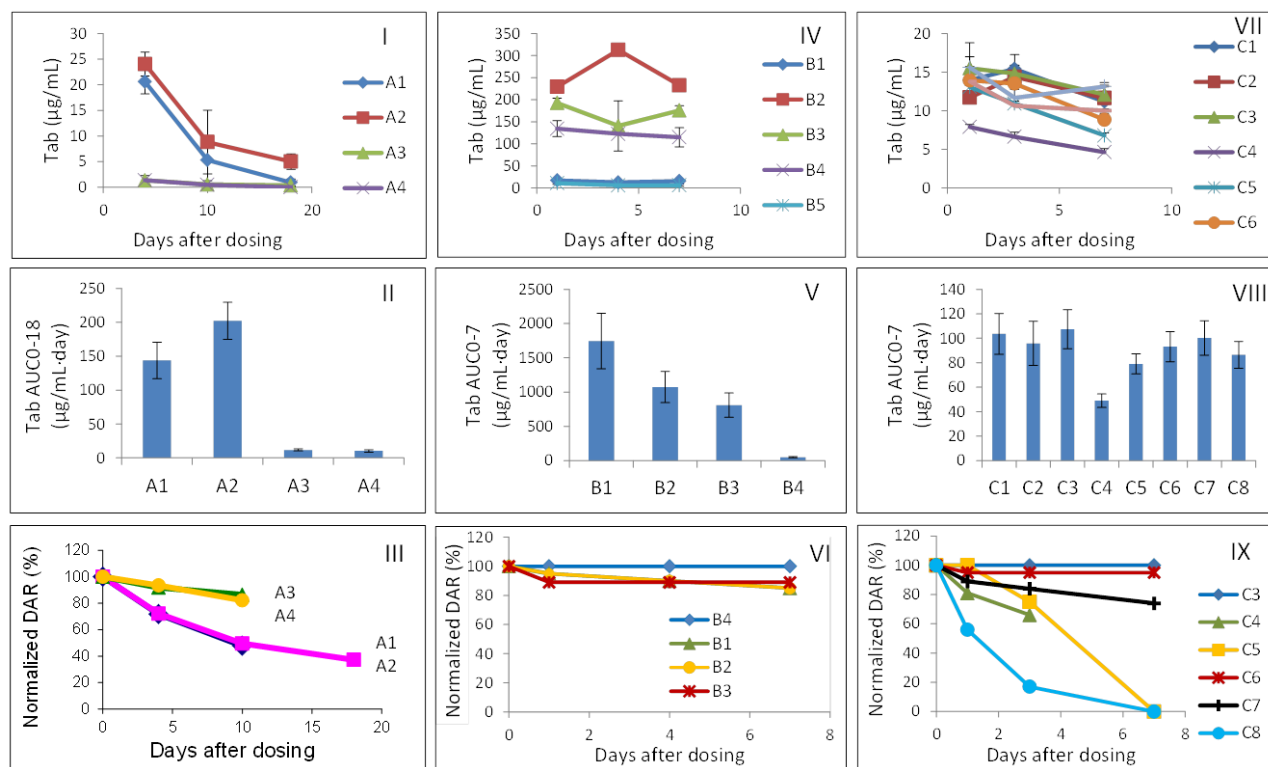 I
Tab (µg/mL)
30
25
20
15
10
5
0
0
10
20
Days after dosing
A1
A2
A3
A4
IV
Tab (µg/mL)
350
300
250
200
150
100
50
0
0
5
10
Days after dosing
B1
B2
B3
B4
B5
VII
Tab (µg/mL)
20
15
10
5
0
0
5
10
Days after dosing
C1
C2
C3
C4
C5
C6
II
Tab AUC0-18
(µg/mL·day)
250
200
150
100
50
0
A1 A2 A3 A4
V
Tab AUC0-7
(µg/mL·day)
2500
2000
1500
1000
500
0
B1 B2 B3 B4
VIII
Tab AUC0-7
(µg/mL·day)
140
120
100
80
60
40
20
0
C1 C2 C3 C4 C5 C6 C7 C8
III
Normalized DAR (%)
120
100
80
60
40
20
0
0 5 10 15 20
Days after dosing
A3
A4
A1
A2
VI
Normalized DAR (%)
120
100
80
60
40
20
0
0 2 4 6 8
Days after dosing
B4
B1
B2
B3
IX
Normalized DAR (%)
120
100
80
60
40
20
0
0 2 4 6 8
Days after dosing
C3
C4
C5
C6
C7
C8